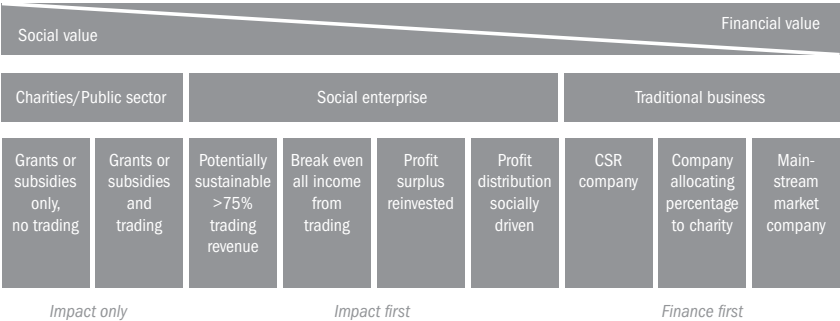 Financial value
Social value
Charities/Public sector
Social enterprise
Traditional business
Grants or
subsidies
only,
no trading
Grants or
subsidies
and
trading
Potentially
sustainable
>75%
trading
revenue
Break even
all income
from
trading
Profit
surplus
reinvested
Profit
distribution
socially
driven
CSR
company
Company
allocating
percentage
to charity
Main-
stream
market
company
Impact only
Impact first
Finance first